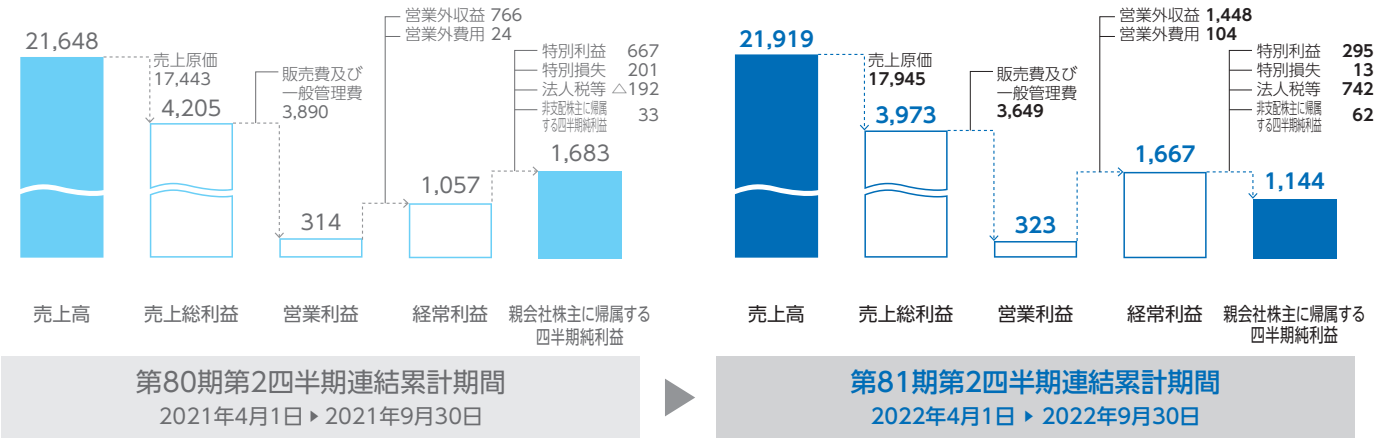 21,648
売上原価
17,443
4,205
販売費及び
一般管理費
3,890
314
営業外収益 766
営業外費用 24
1,057
特別利益 667
特別損失 201
法人税等 △192
非支配株主に帰属
する四半期純利益 33
1,683
売上高
売上総利益
営業利益
経常利益
親会社株主に帰属する
四半期純利益
第80期第2四半期連結累計期間
2021年4月1日 ▶ 2021年9月30日
21,919
売上原価
17,945
3,973
販売費及び
一般管理費
3,649
323
営業外収益 1,448
営業外費用 104
1,667
特別利益 295
特別損失 13
法人税等 742
非支配株主に帰属
する四半期純利益 62
1,144
売上高
売上総利益
営業利益
経常利益
親会社株主に帰属する
四半期純利益
第81期第2四半期連結累計期間
2022年4月1日 ▶ 2022年9月30日